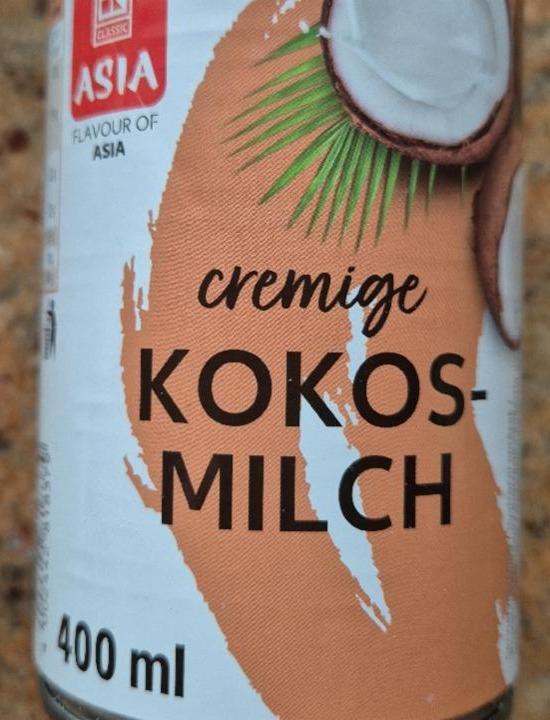 CLASSIC
ASIA
FLAVOUR OF
ASIA
cremige
KOKOS-
MILCH
400 ml